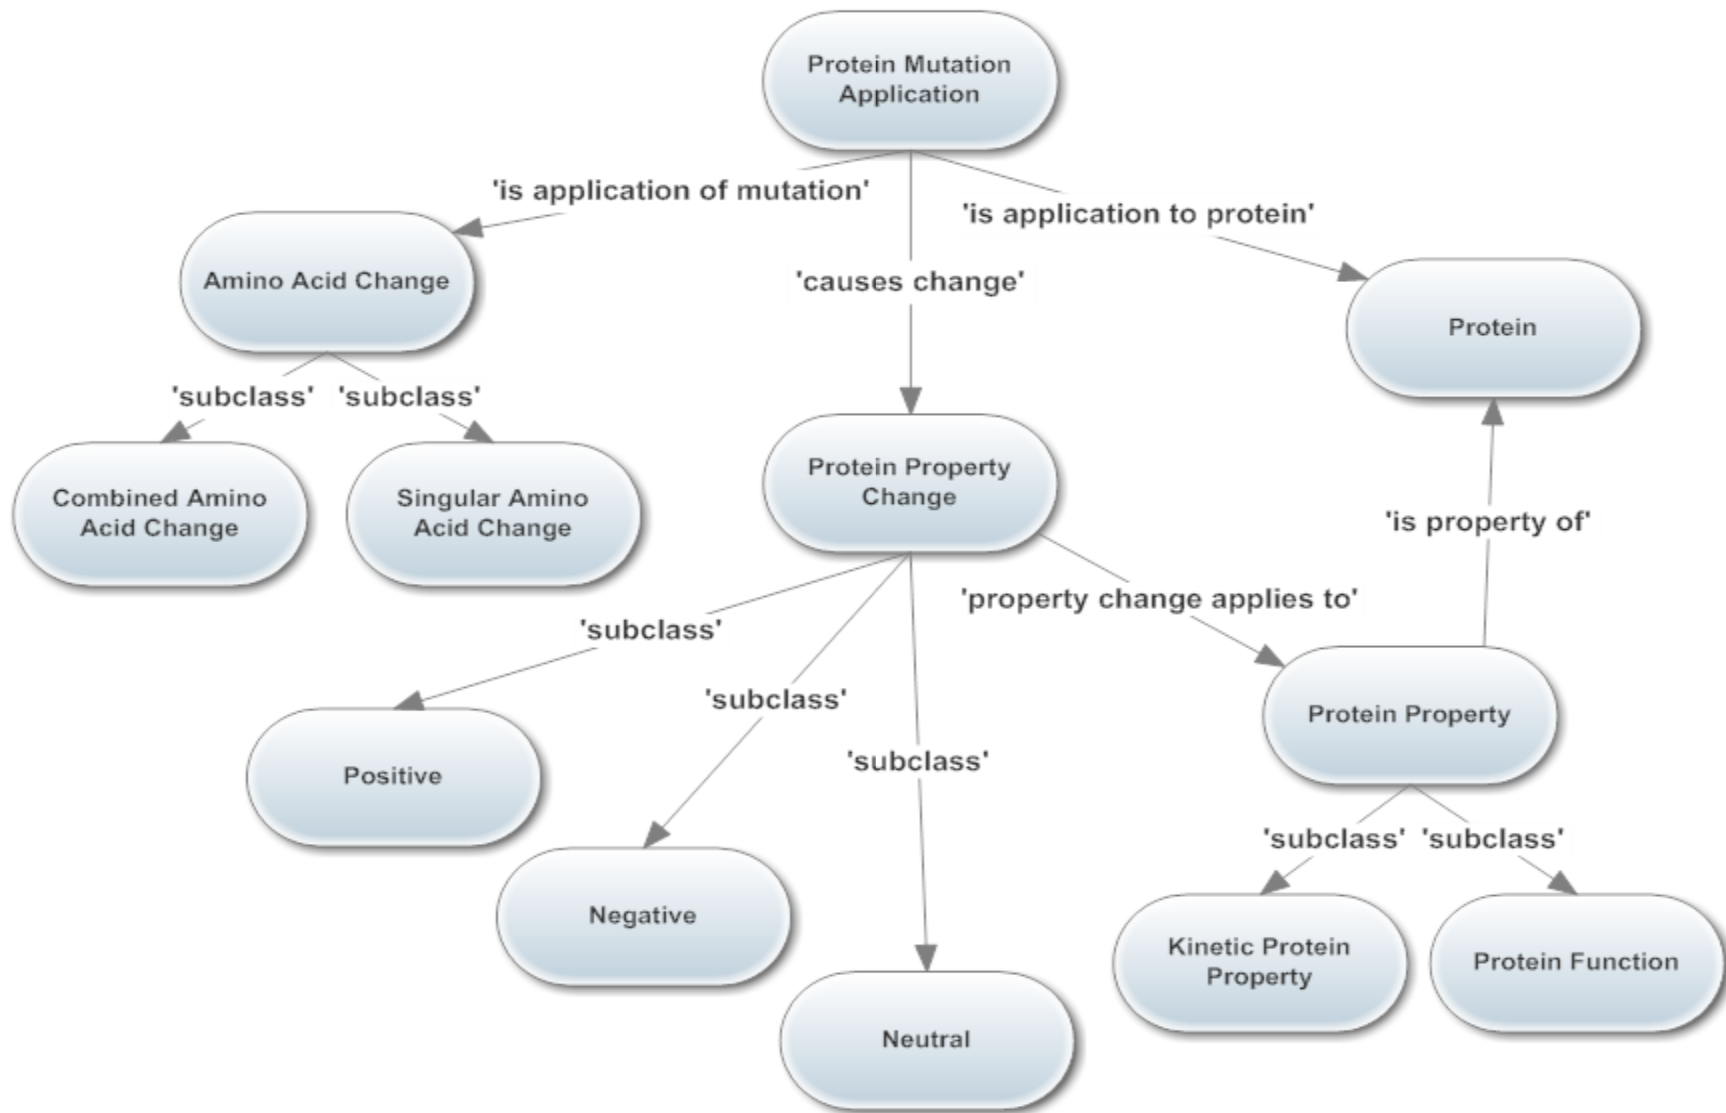 Protein Mutation
Application
'is application of mutation'
'is application to protein'
'causes change'
Amino Acid Change
Protein
'subclass'
'subclass'
Combined Amino
Acid Change
Singular Amino
Acid Change
Protein Property
Change
'is property of'
'property change applies to'
'subclass'
'subclass'
'subclass'
Protein Property
Positive
Negative
Neutral
'subclass'
'subclass'
Kinetic Protein
Property
Protein Function